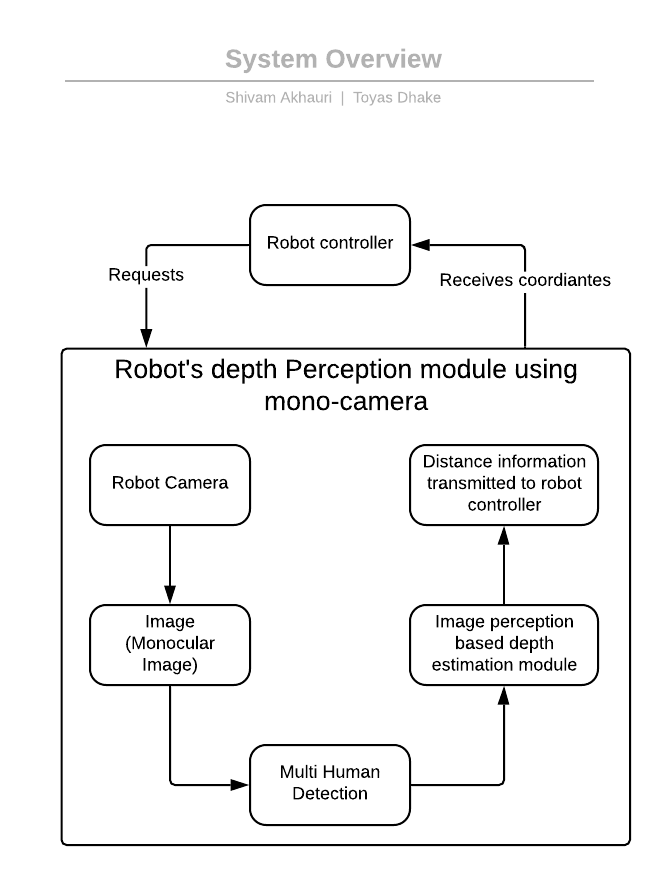 System Overview
Shivam Akhauri | Toyas Dhake
Robot controller
Requests
Receives coordiantes
Robot's depth Perception module using
mono-camera
Robot Camera
Distance information
transmitted to robot
controller
Image
(Monocular
Image)
Image perception
based depth
estimation module
Multi Human
Detection